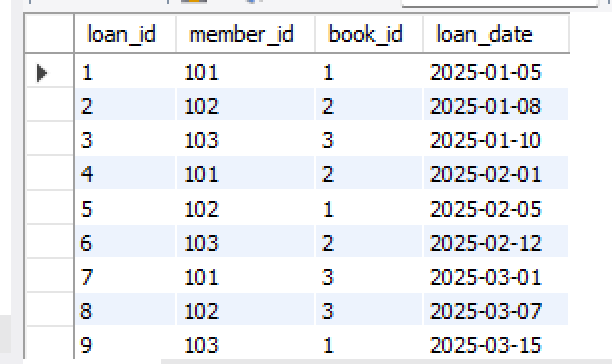 loan_id member_id book_id loan_date
1 101 1 2025-01-05
2 102 2 2025-01-08
3 103 3 2025-01-10
4 101 2 2025-02-01
5 102 1 2025-02-05
6 103 2 2025-02-12
7 101 3 2025-03-01
8 102 3 2025-03-07
9 103 1 2025-03-15